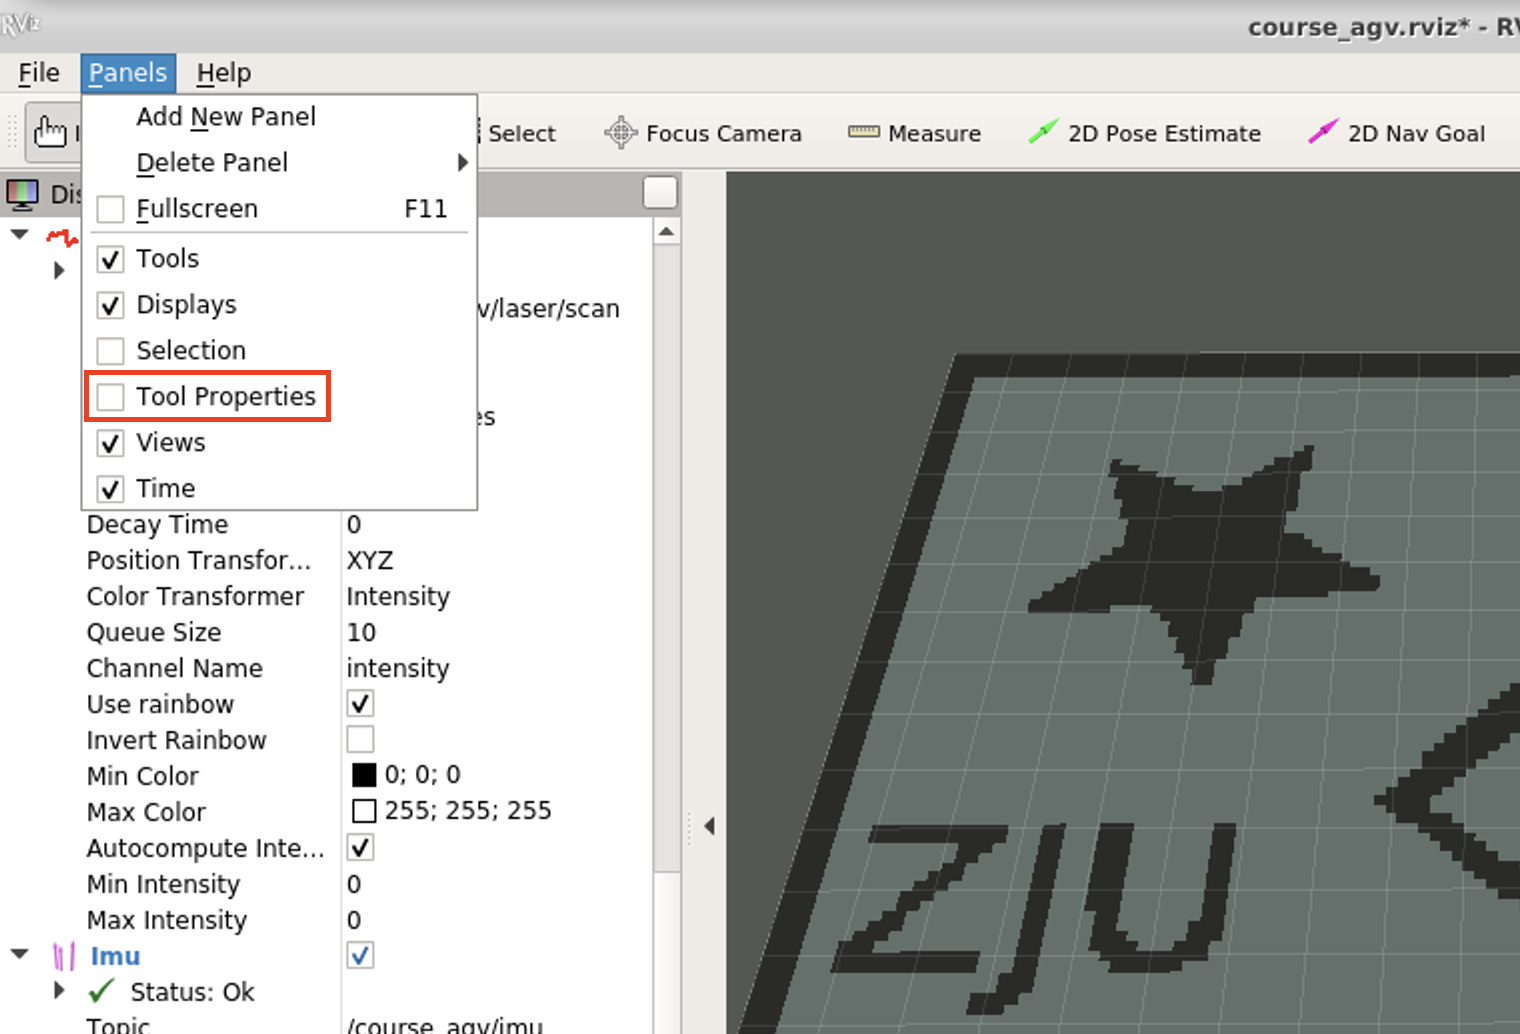 RViz
course_agv.rviz* - RV
File Panels Help
Add New Panel
Delete Panel
Fullscreen F11
Tools
Displays
Selection
Tool Properties
Views
Time
I
Select
Focus Camera
Measure
2D Pose Estimate
2D Nav Goal
Dis
v/laser/scan
es
Decay Time 0
Position Transfor... XYZ
Color Transformer Intensity
Queue Size 10
Channel Name intensity
Use rainbow
Invert Rainbow
Min Color 0; 0; 0
Max Color 255; 255; 255
Autocompute Inte...
Min Intensity 0
Max Intensity 0
Imu
Status: Ok
Topic /course_agv/imu
ZJU